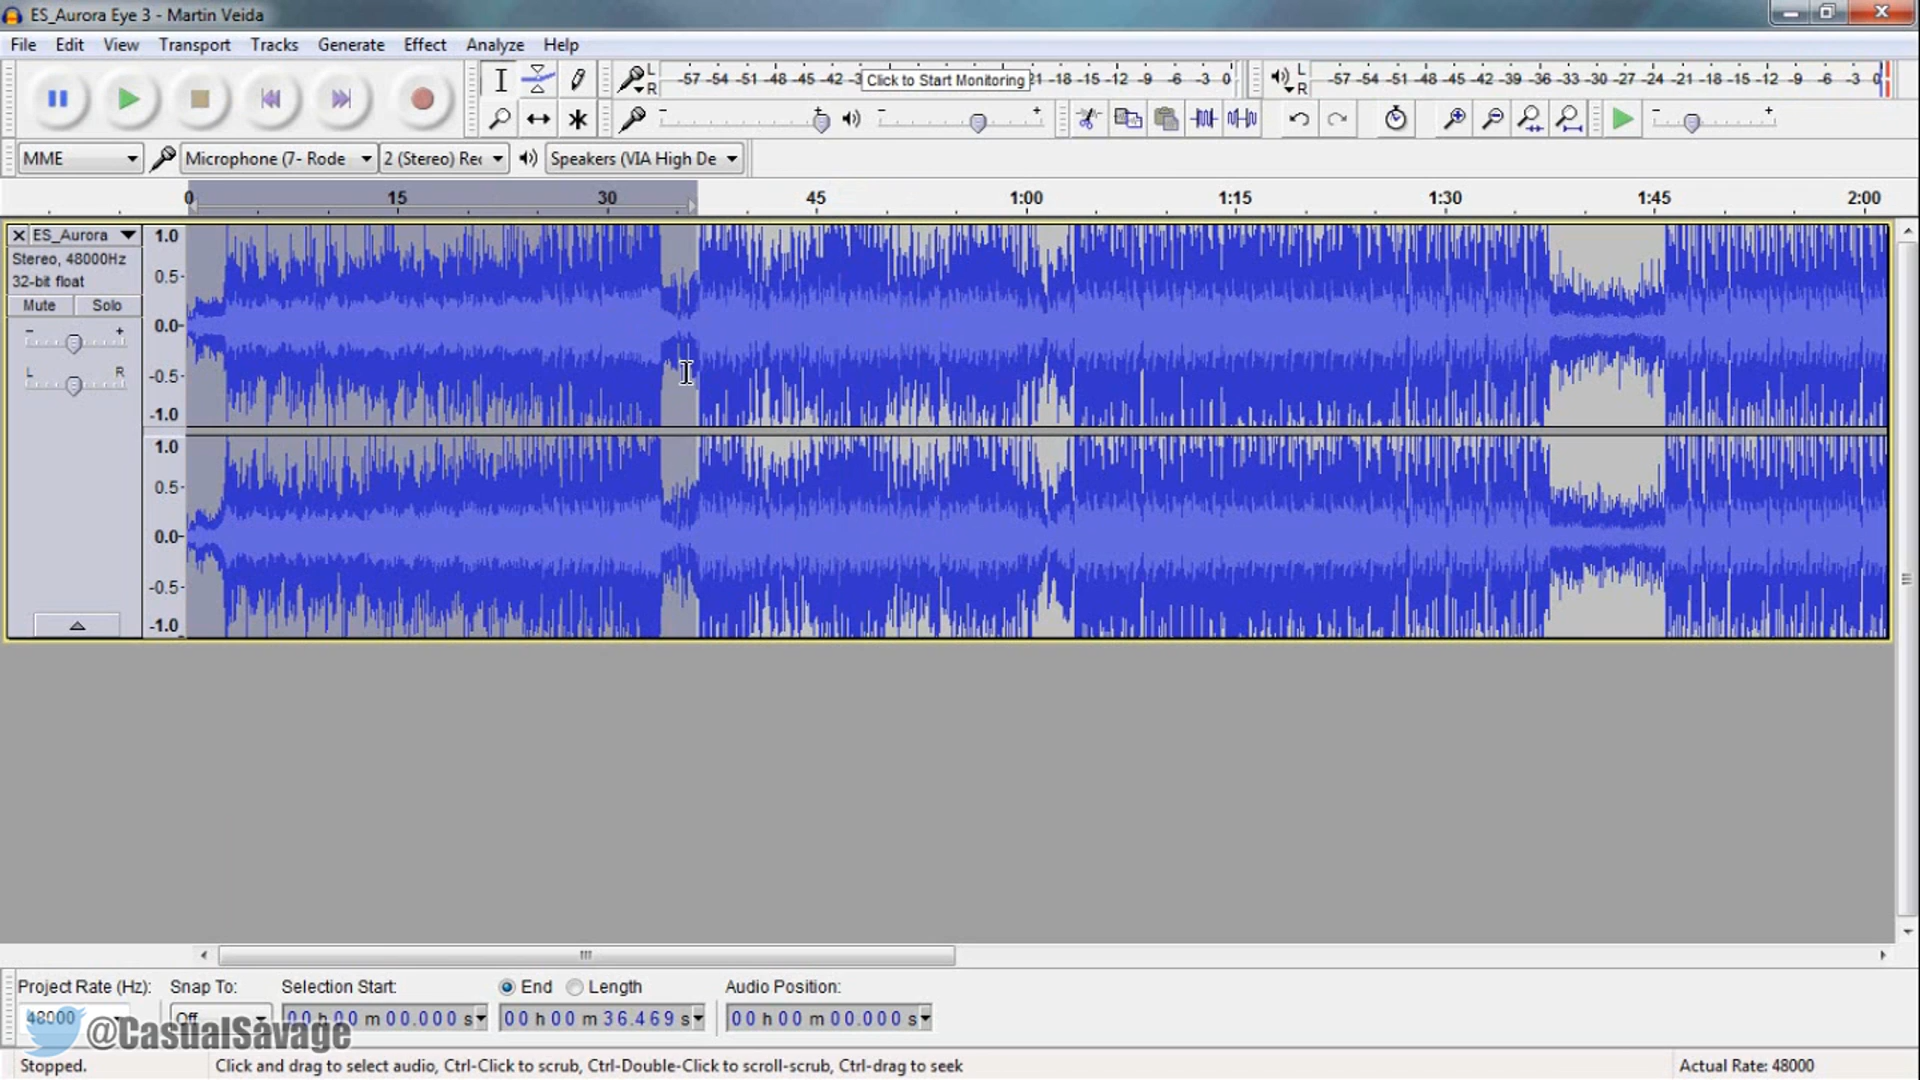 ES_Aurora Eye 3 - Martin Veida
File Edit View Transport Tracks Generate Effect Analyze Help
L R -57 -54 -51 -48 -45 -42 -3 Click to Start Monitoring 21 -18 -15 -12 -9 -6 -3 0
L R -57 -54 -51 -48 -45 -42 -39 -36 -33 -30 -27 -24 -21 -18 -15 -12 -9 -6 -3 0
MME Microphone (7- Rode 2 (Stereo) Rec Speakers (VIA High De
0 15 30 45 1:00 1:15 1:30 1:45 2:00
ES_Aurora
Stereo, 48000Hz
32-bit float
Mute Solo
- +
L R
1.0
0.5-
0.0-
-0.5-
-1.0
1.0
0.5-
0.0-
-0.5-
-1.0
Project Rate (Hz): Snap To: Selection Start: End Length Audio Position:
48000 Off 00 h 00 m 00.000 s 00 h 00 m 36.469 s 00 h 00 m 00.000 s
@CasualSavage
Stopped. Click and drag to select audio, Ctrl-Click to scrub, Ctrl-Double-Click to scroll-scrub, Ctrl-drag to seek Actual Rate: 48000